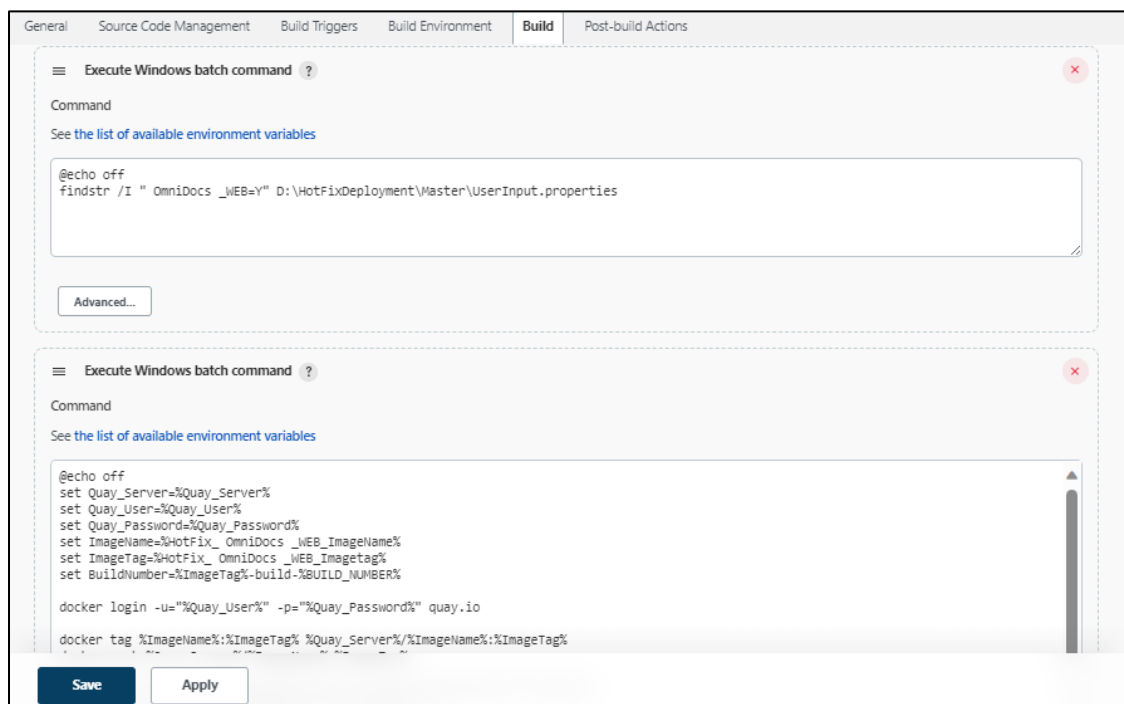 General Source Code Management Build Triggers Build Environment Build Post-build Actions
Execute Windows batch command ?
Command
See the list of available environment variables
@echo off
findstr /I " OmniDocs _WEB=Y" D:\HotFixDeployment\Master\UserInput.properties
Advanced...
Execute Windows batch command ?
Command
See the list of available environment variables
@echo off
set Quay_Server=%Quay_Server%
set Quay_User=%Quay_User%
set Quay_Password=%Quay_Password%
set ImageName=%HotFix_ OmniDocs _WEB_ImageName%
set ImageTag=%HotFix_ OmniDocs _WEB_Imagetag%
set BuildNumber=%ImageTag%-build-%BUILD_NUMBER%
docker login -u="%Quay_User%" -p="%Quay_Password%" quay.io
docker tag %ImageName%:%ImageTag% %Quay_Server%/%ImageName%:%ImageTag%
Save Apply